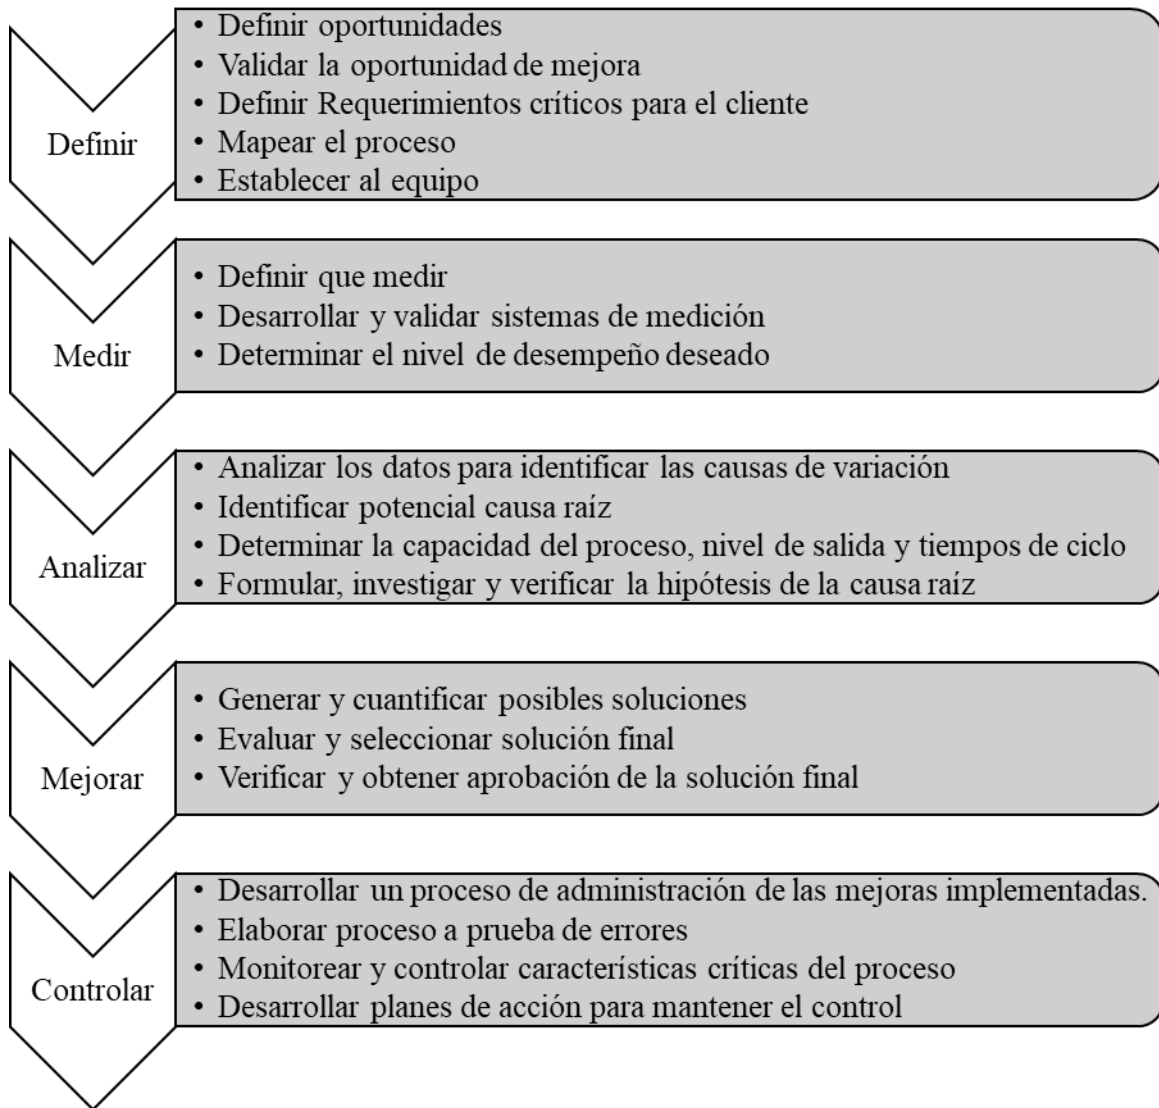 Definir
• Definir oportunidades
• Validar la oportunidad de mejora
• Definir Requerimientos críticos para el cliente
• Mapear el proceso
• Establecer al equipo
Medir
• Definir que medir
• Desarrollar y validar sistemas de medición
• Determinar el nivel de desempeño deseado
Analizar
• Analizar los datos para identificar las causas de variación
• Identificar potencial causa raíz
• Determinar la capacidad del proceso, nivel de salida y tiempos de ciclo
• Formular, investigar y verificar la hipótesis de la causa raíz
Mejorar
• Generar y cuantificar posibles soluciones
• Evaluar y seleccionar solución final
• Verificar y obtener aprobación de la solución final
Controlar
• Desarrollar un proceso de administración de las mejoras implementadas.
• Elaborar proceso a prueba de errores
• Monitorear y controlar características críticas del proceso
• Desarrollar planes de acción para mantener el control